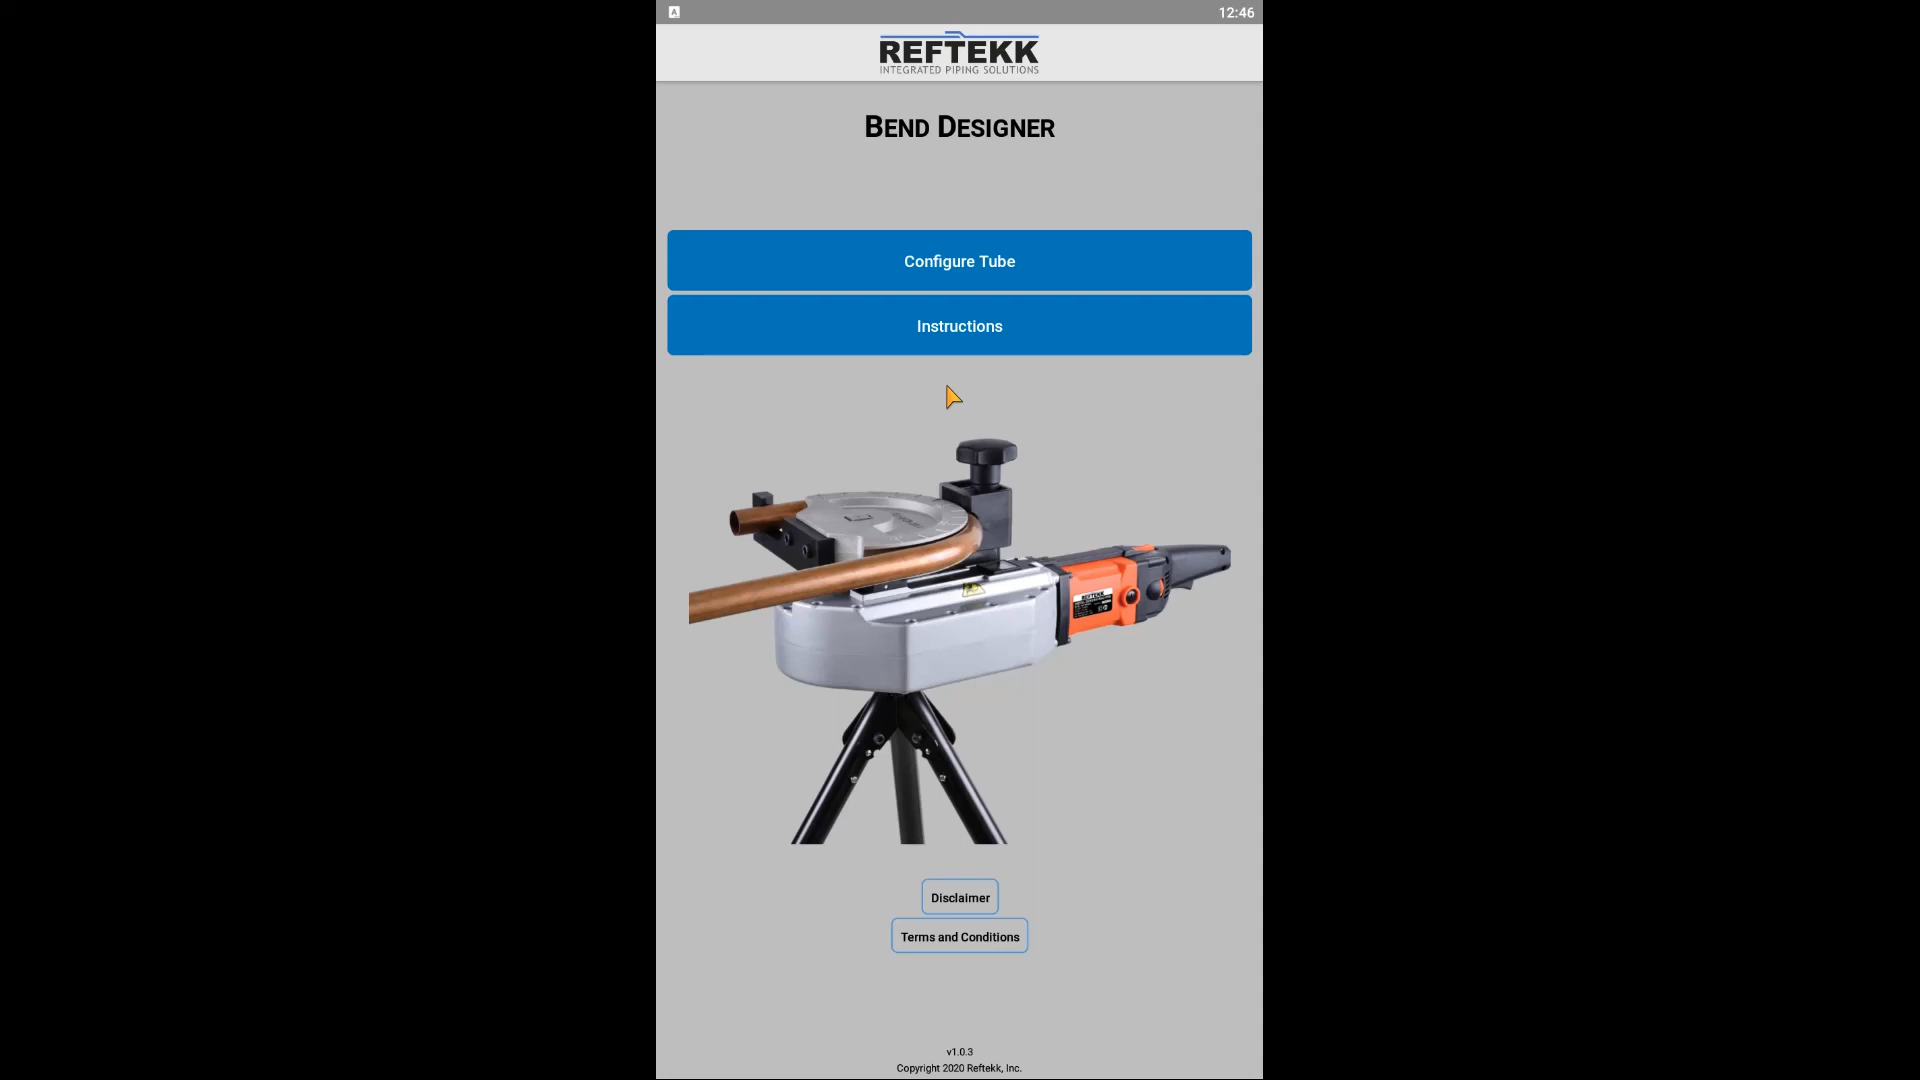 A
12:46
REFTEKK
INTEGRATED PIPING SOLUTIONS
BEND DESIGNER
Configure Tube
Instructions
REFTEKK
Disclaimer
Terms and Conditions
v1.0.3
Copyright 2020 Reftekk, Inc.